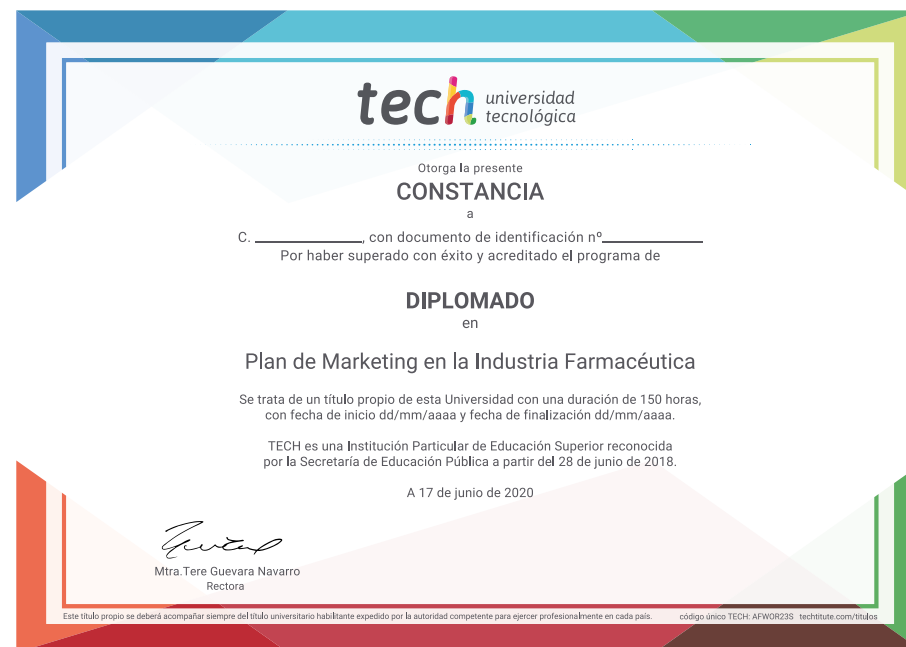 tech universidad
tecnológica
Otorga la presente
CONSTANCIA
a
C. ____________, con documento de identificación nº____________
Por haber superado con éxito y acreditado el programa de
DIPLOMADO
en
Plan de Marketing en la Industria Farmacéutica
Se trata de un título propio de esta Universidad con una duración de 150 horas,
con fecha de inicio dd/mm/aaaa y fecha de finalización dd/mm/aaaa.
TECH es una Institución Particular de Educación Superior reconocida
por la Secretaría de Educación Pública a partir del 28 de junio de 2018.
A 17 de junio de 2020
Mtra.Tere Guevara Navarro
Rectora
Este título propio se deberá acompañar siempre del título universitario habilitante expedido por la autoridad competente para ejercer profesionalmente en cada país. código único TECH: AFWOR23S techtitute.com/titulos